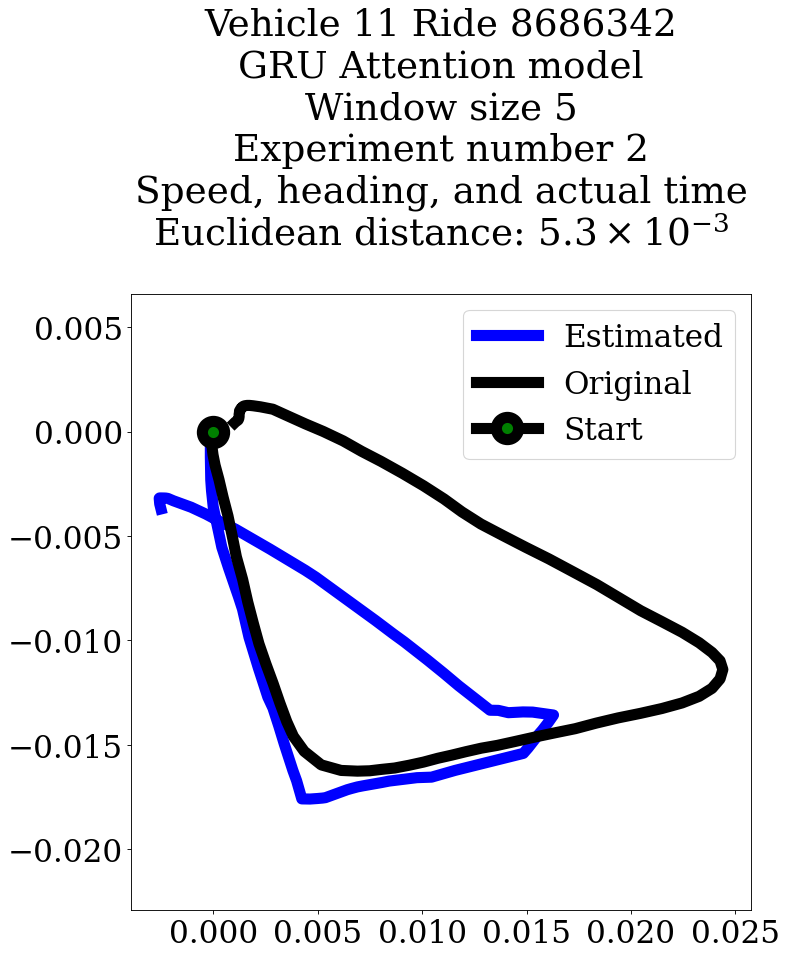 Vehicle 11 Ride 8686342
GRU Attention model
Window size 5
Experiment number 2
Speed, heading, and actual time
Euclidean distance: 5.3 × 10⁻³
Estimated
Original
Start
0.005
0.000
−0.005
−0.010
−0.015
−0.020
0.000 0.005 0.010 0.015 0.020 0.025